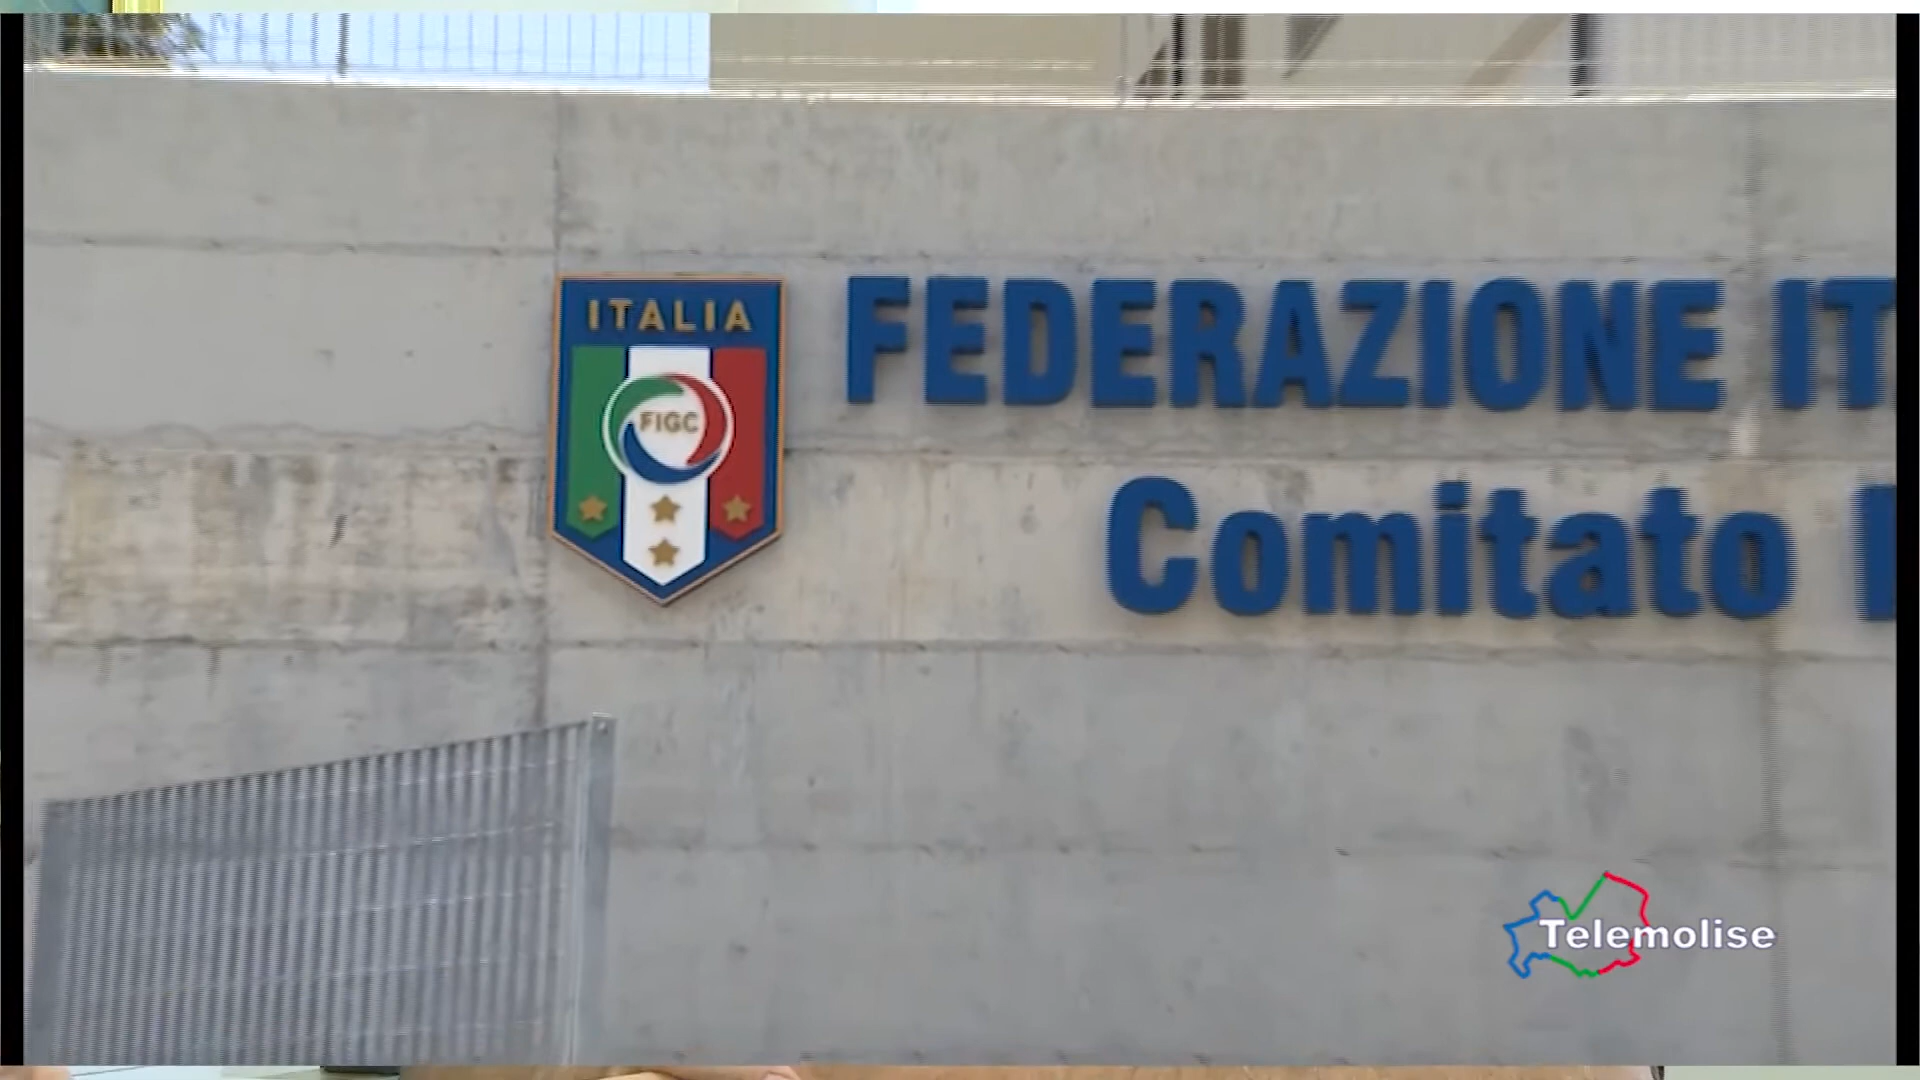 ITALIA
FIGC
FEDERAZIONE IT
Comitato
Telemolise